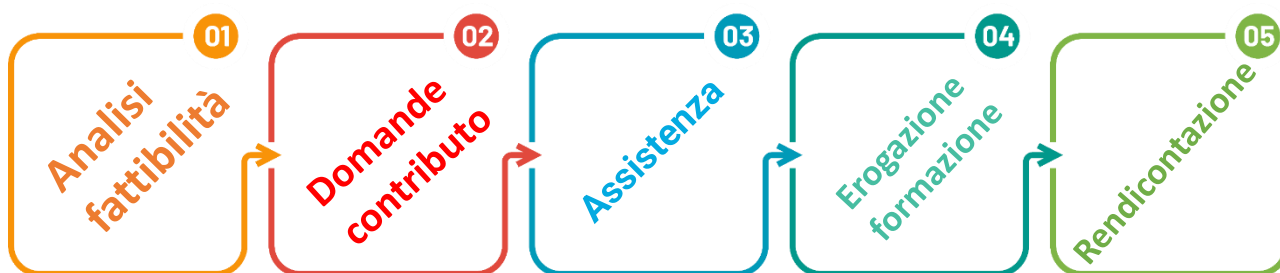 01
Analisi
fattibilità
02
Domande
contributo
03
Assistenza
04
Erogazione
formazione
05
Rendicontazione